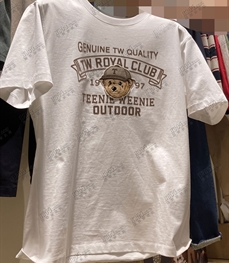 GENUINE TW QUALITY
TW ROYAL CLUB
19 97
TEENIE WEENIE
OUTDOOR